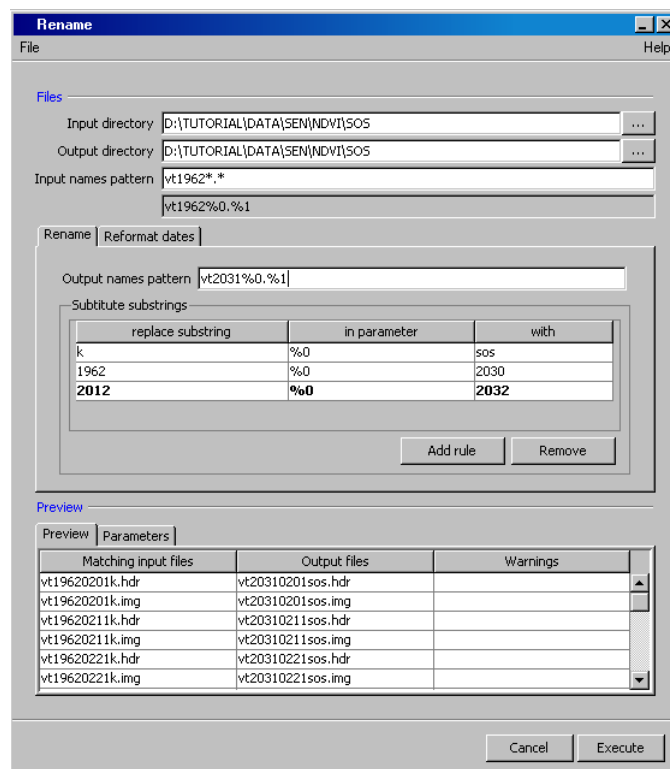 Rename
File Help
Files
Input directory D:\TUTORIAL\DATA\SEN\NDVI\SOS ...
Output directory D:\TUTORIAL\DATA\SEN\NDVI\SOS ...
Input names pattern vt1962*.*
vt1962%0.%1
Rename Reformat dates
Output names pattern vt2031%0.%1
Subtitute substrings
replace substring in parameter with
k %0 sos
1962 %0 2030
2012 %0 2032
Add rule Remove
Preview
Preview Parameters
Matching input files Output files Warnings
vt19620201k.hdr vt20310201sos.hdr
vt19620201k.img vt20310201sos.img
vt19620211k.hdr vt20310211sos.hdr
vt19620211k.img vt20310211sos.img
vt19620221k.hdr vt20310221sos.hdr
vt19620221k.img vt20310221sos.img
Cancel Execute